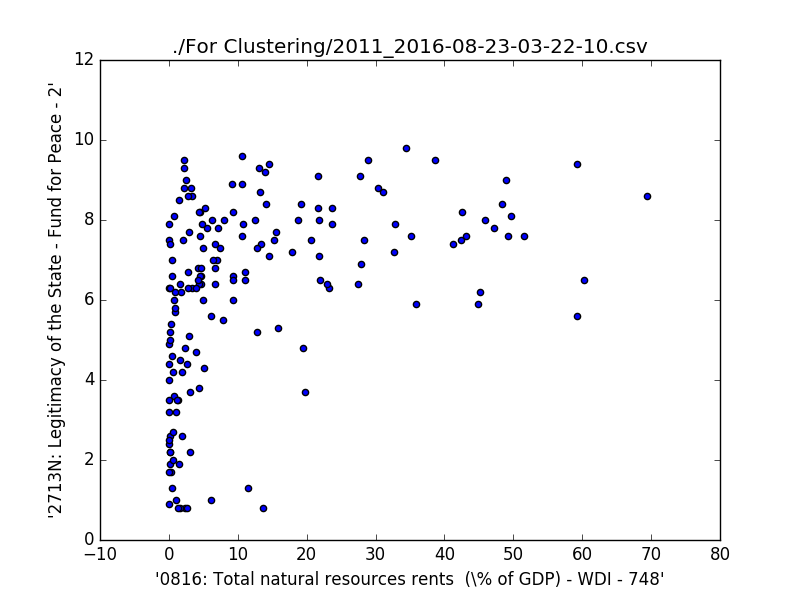 ./For Clustering/2011_2016-08-23-03-22-10.csv
12
10
8
6
4
2
0
'2713N: Legitimacy of the State - Fund for Peace - 2'
−10 0 10 20 30 40 50 60 70 80
'0816: Total natural resources rents  (\% of GDP) - WDI - 748'